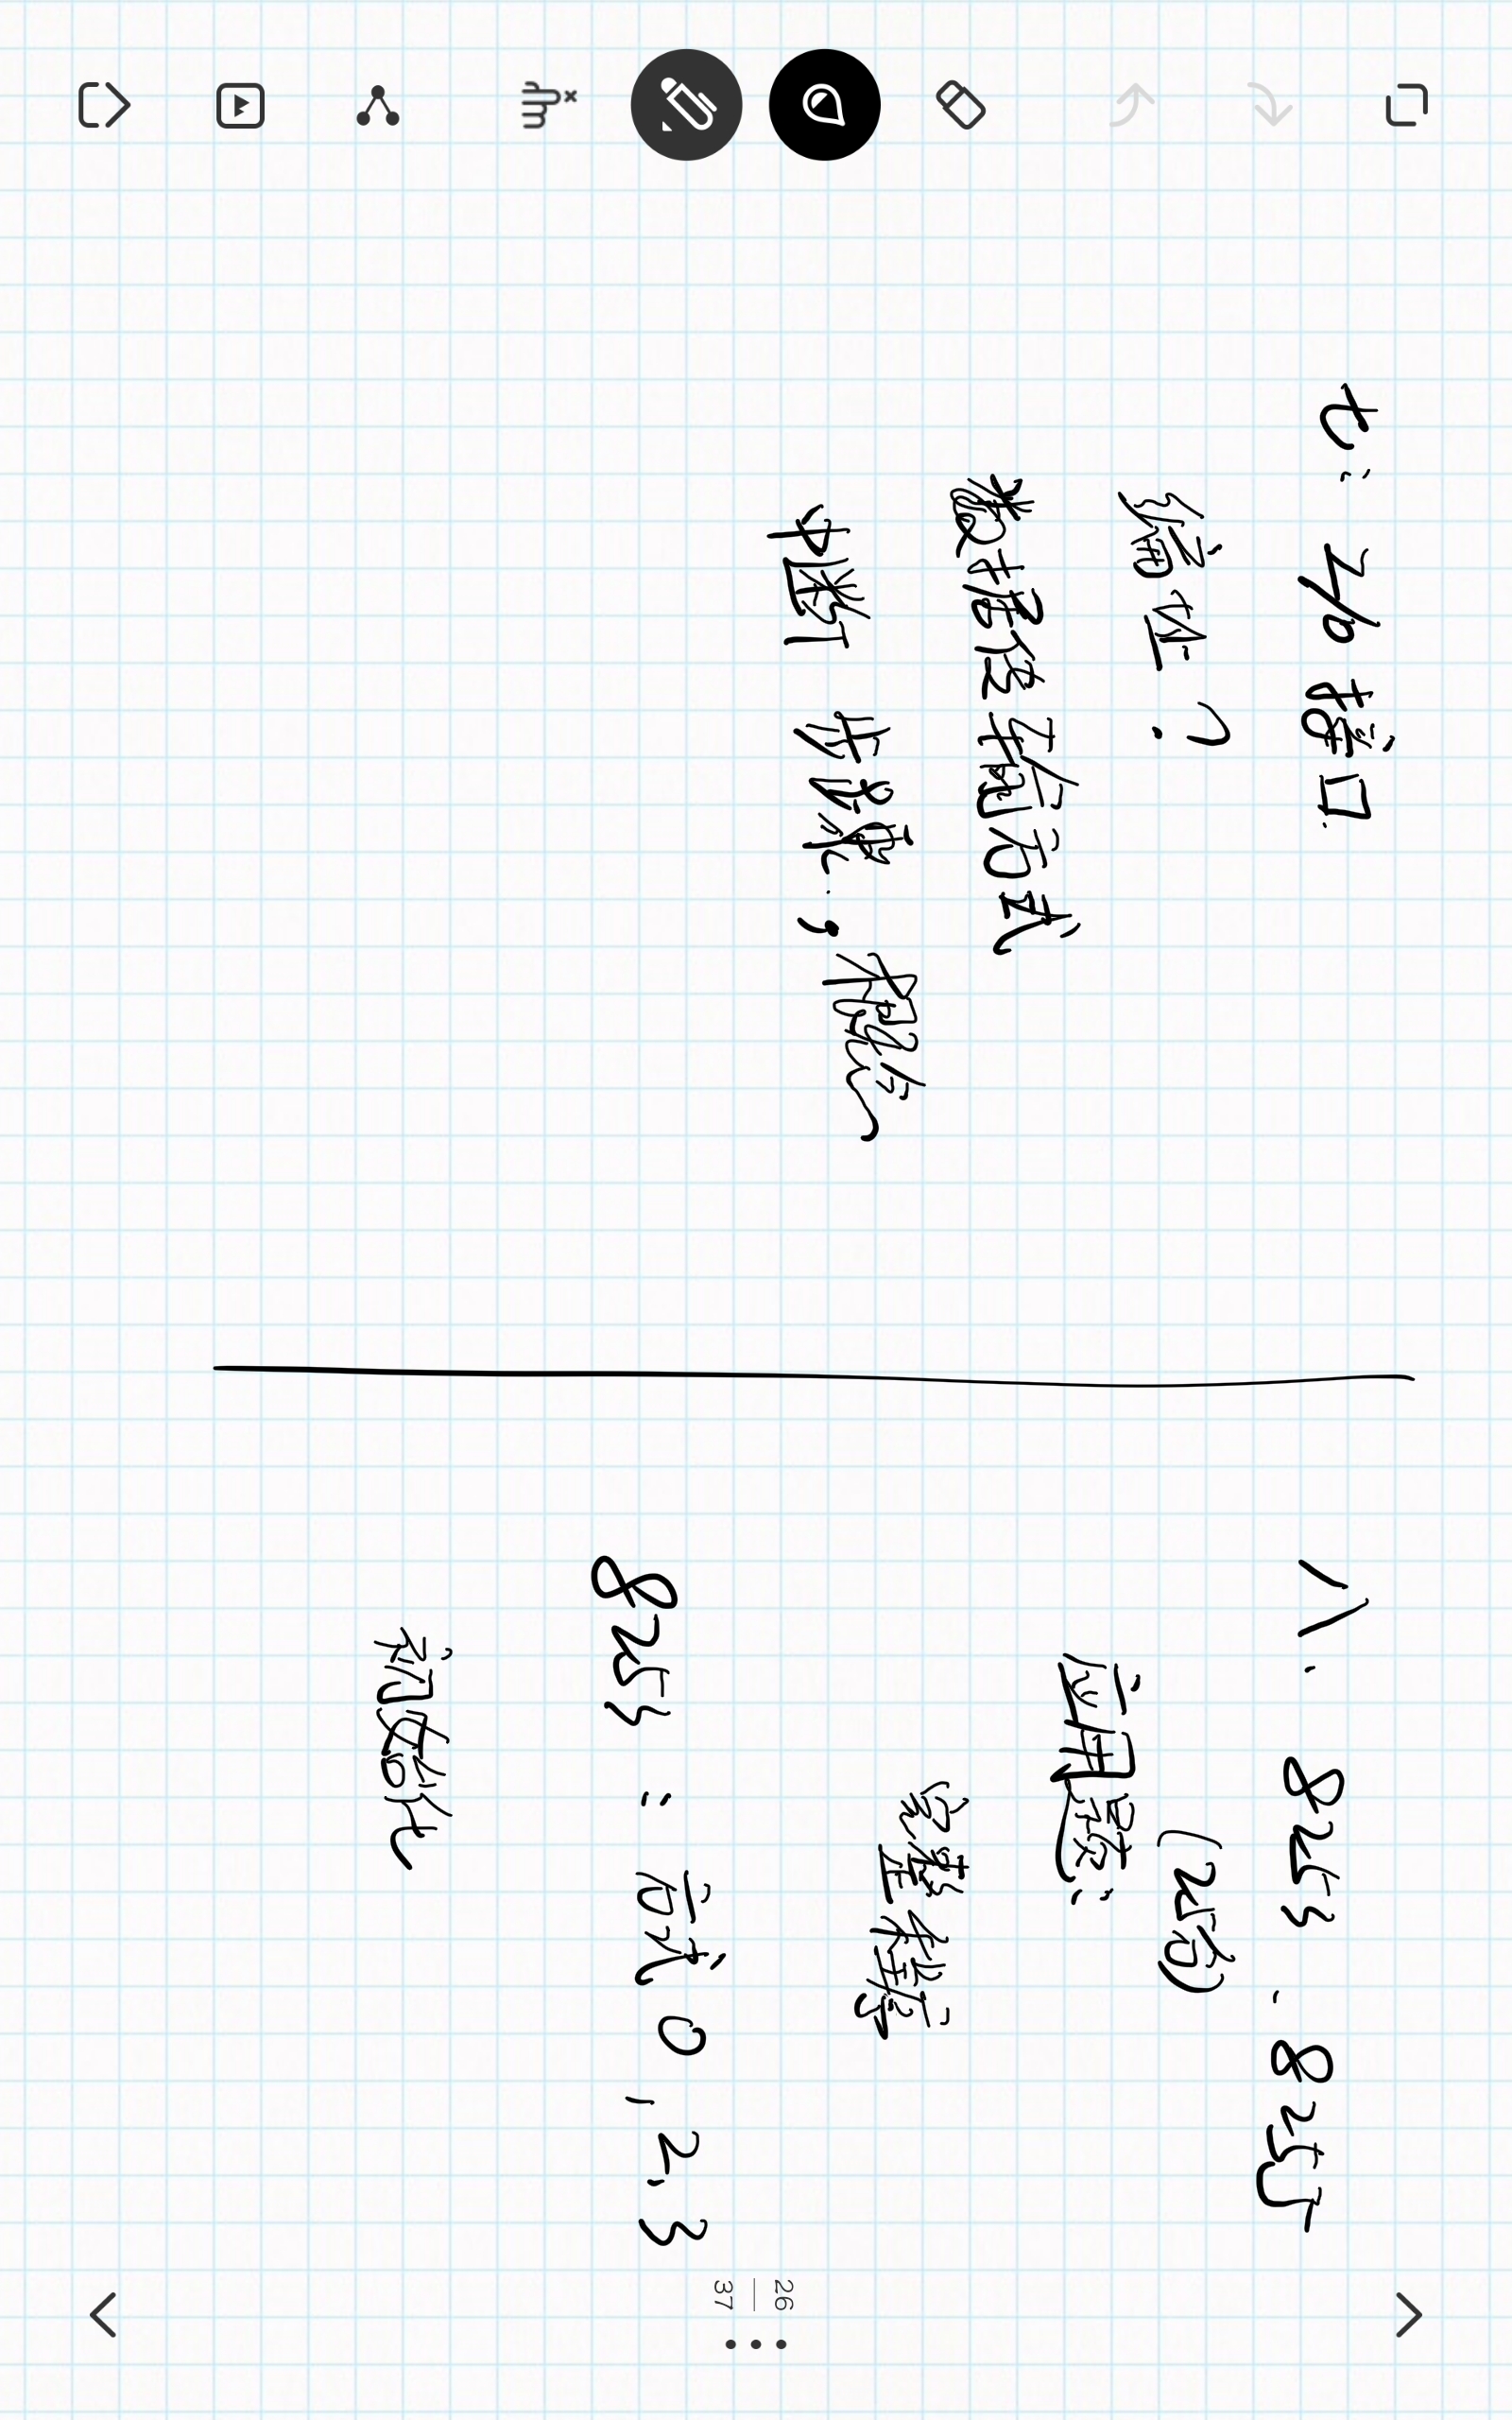 七: I/O 接口.
编址?
数据传输方式
中断 步骤.,概念
八. 8253 . 8255
(25分)
应用题:
完整程序
26
37
8253 : 方式 0, 2, 3
初始化